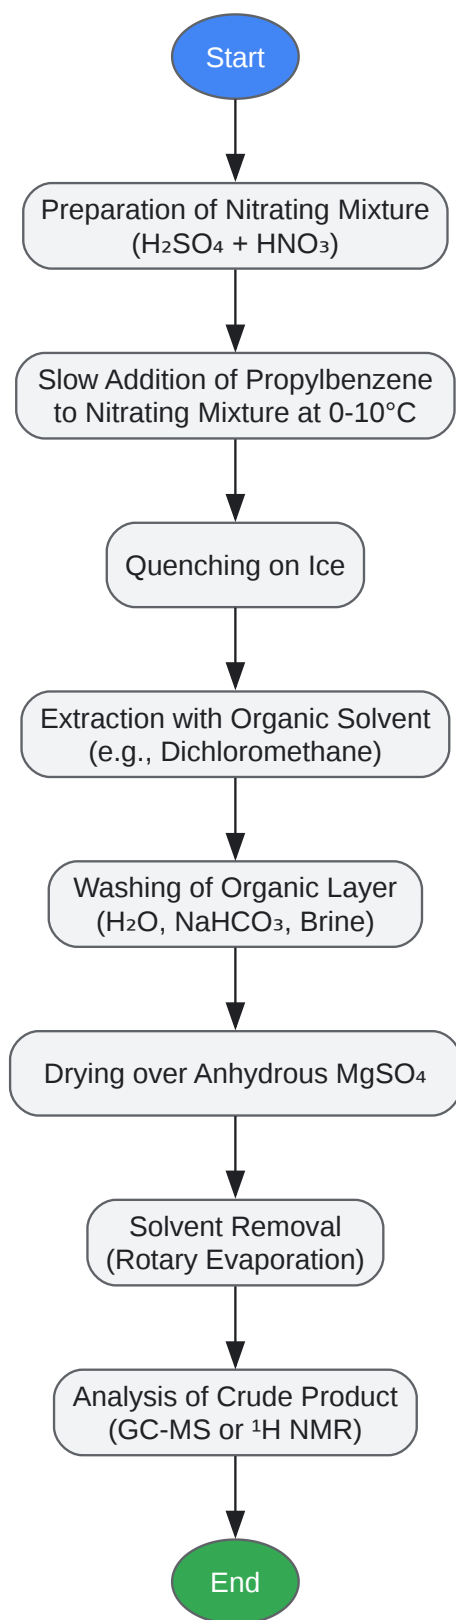 Start
Preparation of Nitrating Mixture
(H₂SO₄ + HNO₃)
Slow Addition of Propylbenzene
to Nitrating Mixture at 0-10°C
Quenching on Ice
Extraction with Organic Solvent
(e.g., Dichloromethane)
Washing of Organic Layer
(H₂O, NaHCO₃, Brine)
Drying over Anhydrous MgSO₄
Solvent Removal
(Rotary Evaporation)
Analysis of Crude Product
(GC-MS or ¹H NMR)
End